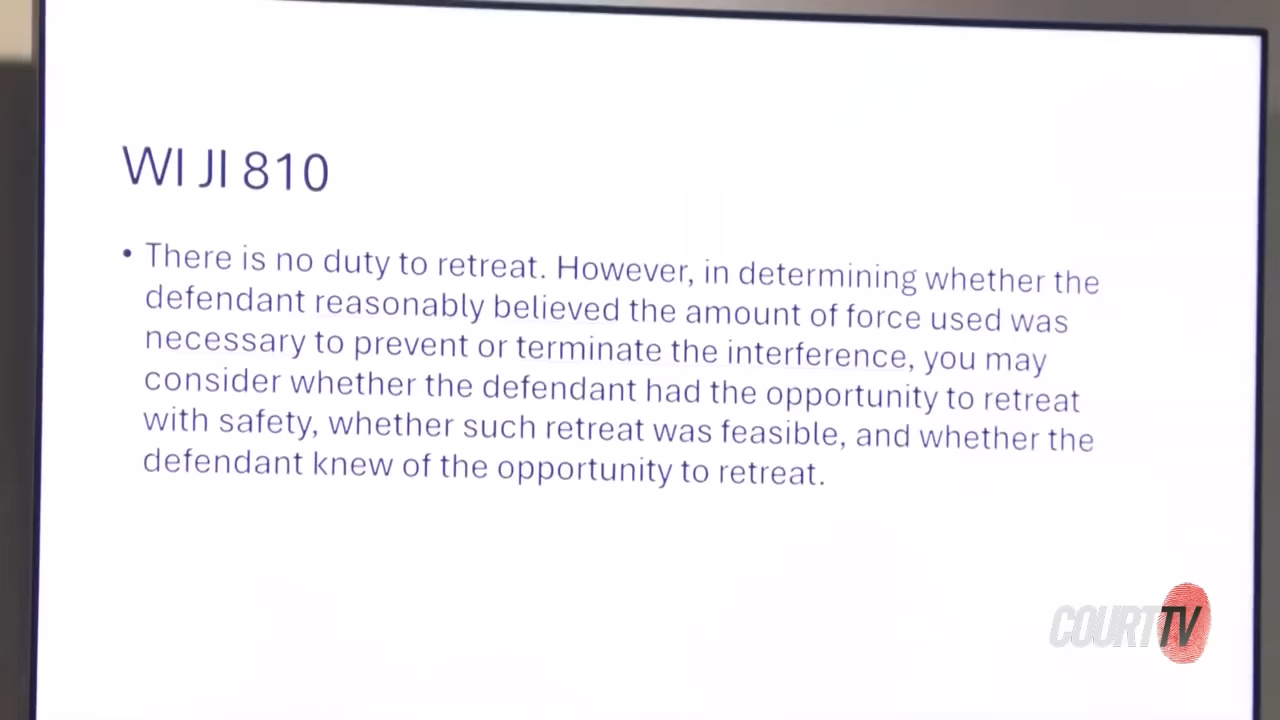 WI JI 810
• There is no duty to retreat. However, in determining whether the
defendant reasonably believed the amount of force used was
necessary to prevent or terminate the interference, you may
consider whether the defendant had the opportunity to retreat
with safety, whether such retreat was feasible, and whether the
defendant knew of the opportunity to retreat.
COURT TV